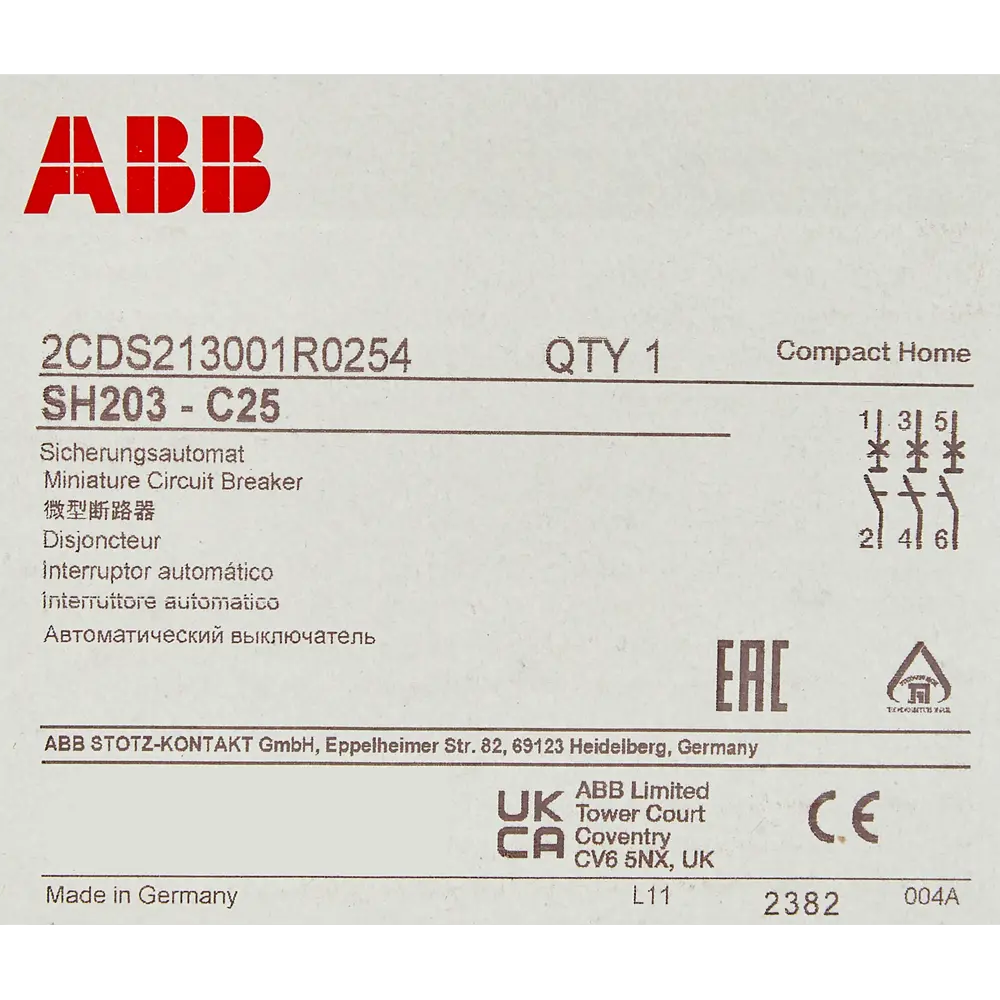 ABB
2CDS213001R0254 QTY 1 Compact Home
SH203 - C25
1 3 5
Sicherungsautomat
Miniature Circuit Breaker
微型断路器
2 4 6
Disjoncteur
Interruptor automático
Interruttore automatico
Автоматический выключатель
EAC
ABB STOTZ-KONTAKT GmbH, Eppelheimer Str. 82, 69123 Heidelberg, Germany
UK
CA
ABB Limited
Tower Court
Coventry
CV6 5NX, UK
CE
Made in Germany L11 2382 004A